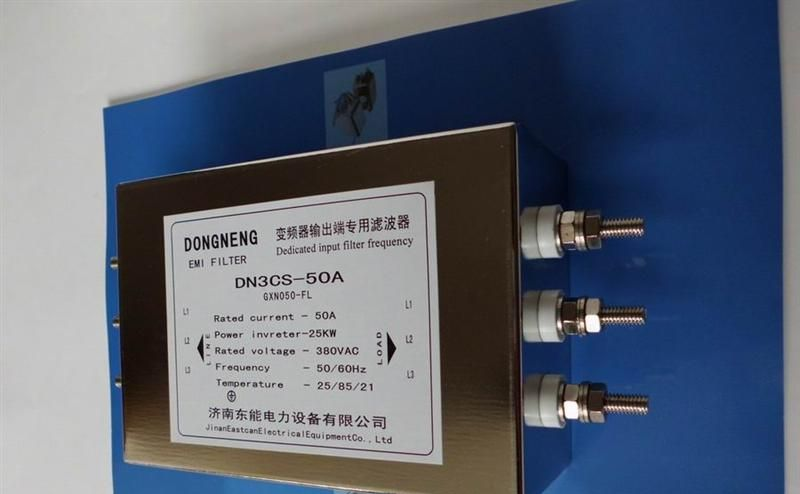 DONGNENG 变频器输出端专用滤波器
EMI FILTER Dedicated input filter frequency
DN3CS-50A
GXN050-FL
L1 Rated current - 50A L1
L2 Power invreter-25KW L2
LINE Rated voltage - 380VAC LOAD
L3 Frequency - 50/60Hz L3
Temperature - 25/85/21
济南东能电力设备有限公司
JinanEastcanElectricalEquipmentCo.,Ltd